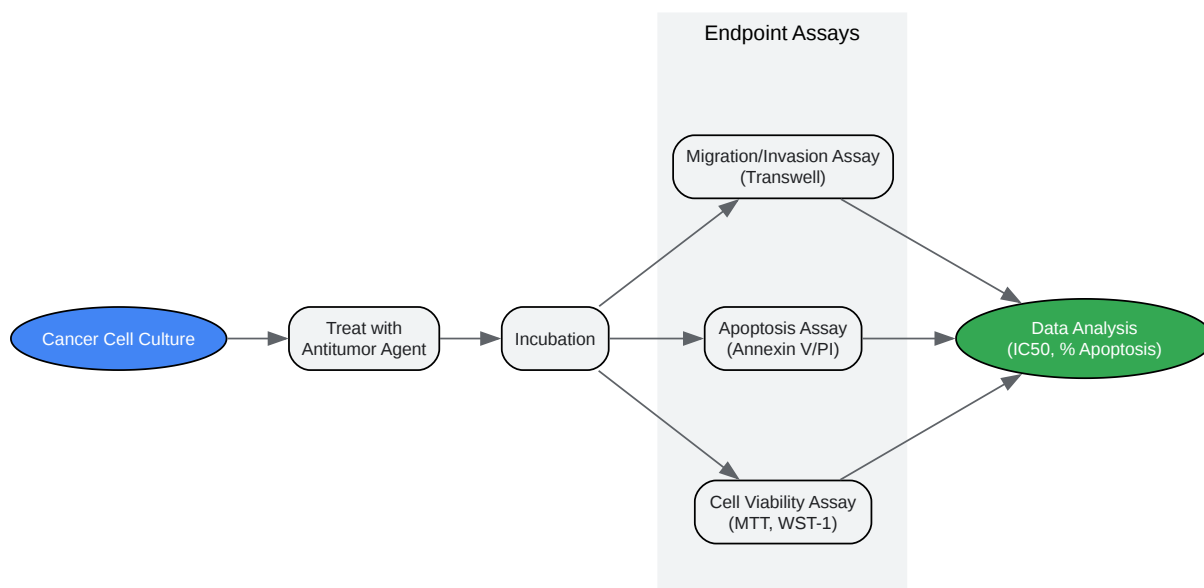 Endpoint Assays
Migration/Invasion Assay
(Transwell)
Cancer Cell Culture
Treat with
Antitumor Agent
Incubation
Apoptosis Assay
(Annexin V/PI)
Data Analysis
(IC50, % Apoptosis)
Cell Viability Assay
(MTT, WST-1)